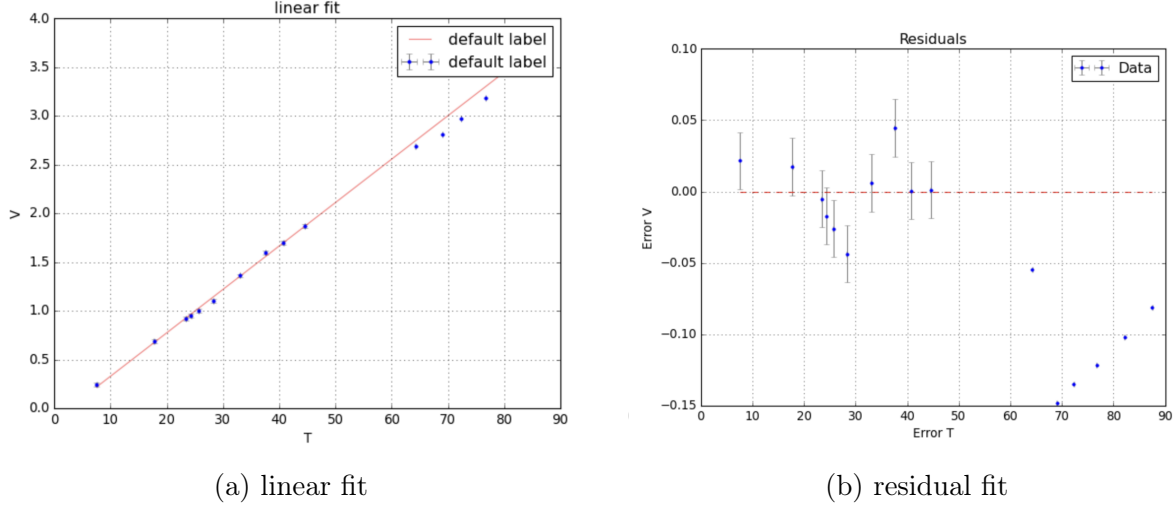 linear fit
4.0
3.5
3.0
2.5
2.0
1.5
1.0
0.5
0.0
V
default label
default label
0 10 20 30 40 50 60 70 80 90
T
(a) linear fit
Residuals
0.10
0.05
0.00
−0.05
−0.10
−0.15
Error V
Data
0 10 20 30 40 50 60 70 80 90
Error T
(b) residual fit